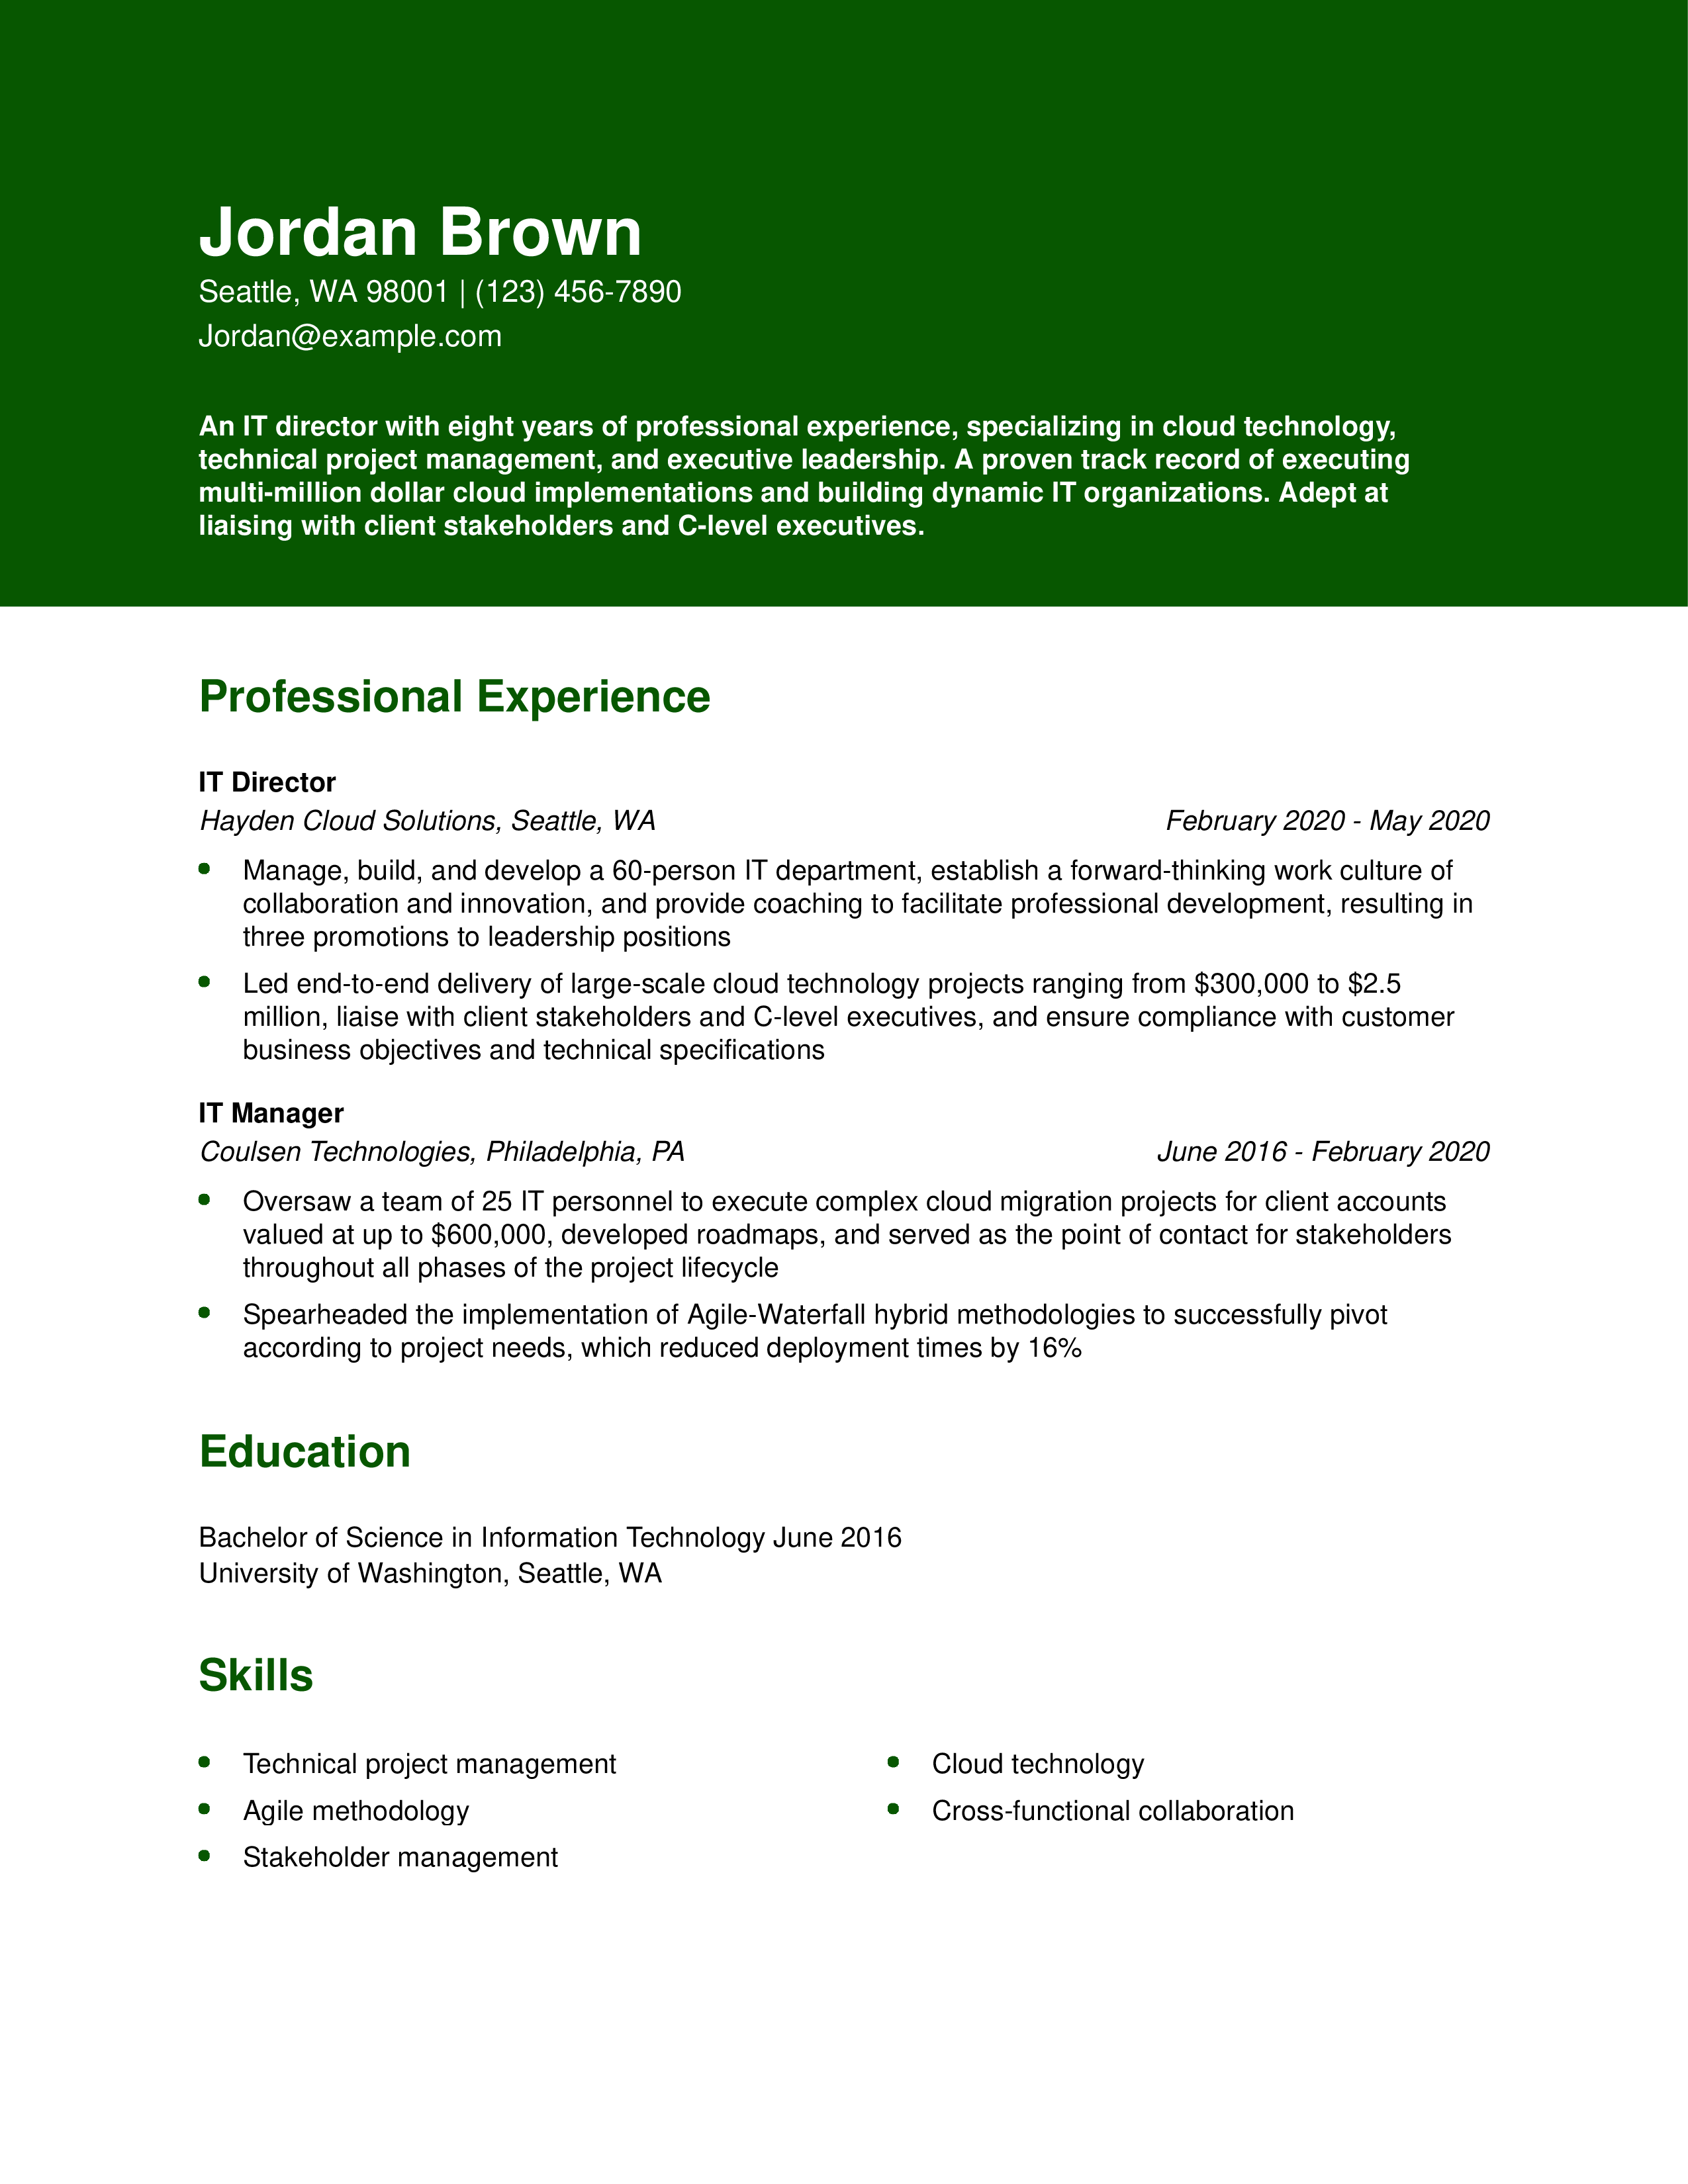 Jordan Brown
Seattle, WA 98001 | (123) 456-7890
Jordan@example.com
An IT director with eight years of professional experience, specializing in cloud technology,
technical project management, and executive leadership. A proven track record of executing
multi-million dollar cloud implementations and building dynamic IT organizations. Adept at
liaising with client stakeholders and C-level executives.
Professional Experience
IT Director
Hayden Cloud Solutions, Seattle, WA February 2020 - May 2020
• Manage, build, and develop a 60-person IT department, establish a forward-thinking work culture of
collaboration and innovation, and provide coaching to facilitate professional development, resulting in
three promotions to leadership positions
• Led end-to-end delivery of large-scale cloud technology projects ranging from $300,000 to $2.5
million, liaise with client stakeholders and C-level executives, and ensure compliance with customer
business objectives and technical specifications
IT Manager
Coulsen Technologies, Philadelphia, PA June 2016 - February 2020
• Oversaw a team of 25 IT personnel to execute complex cloud migration projects for client accounts
valued at up to $600,000, developed roadmaps, and served as the point of contact for stakeholders
throughout all phases of the project lifecycle
• Spearheaded the implementation of Agile-Waterfall hybrid methodologies to successfully pivot
according to project needs, which reduced deployment times by 16%
Education
Bachelor of Science in Information Technology June 2016
University of Washington, Seattle, WA
Skills
• Technical project management
• Agile methodology
• Stakeholder management
• Cloud technology
• Cross-functional collaboration